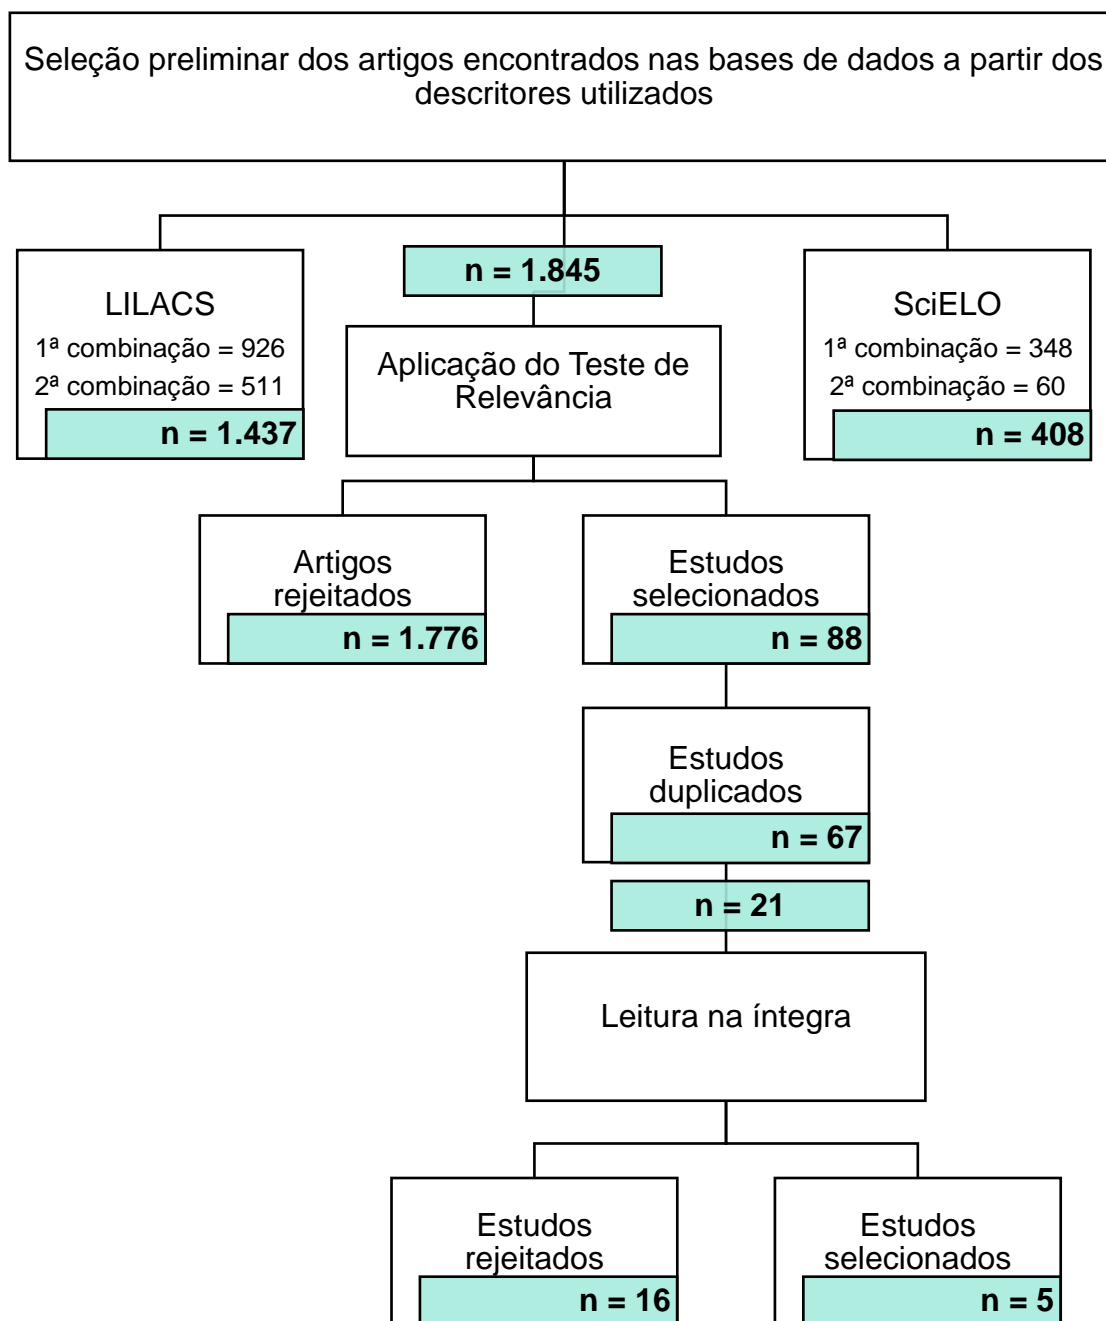 Seleção preliminar dos artigos encontrados nas bases de dados a partir dos
descritores utilizados
n = 1.845
LILACS
1ª combinação = 926
2ª combinação = 511
n = 1.437
Aplicação do Teste de
Relevância
SciELO
1ª combinação = 348
2ª combinação = 60
n = 408
Artigos
rejeitados
n = 1.776
Estudos
selecionados
n = 88
Estudos
duplicados
n = 67
n = 21
Leitura na íntegra
Estudos
rejeitados
n = 16
Estudos
selecionados
n = 5